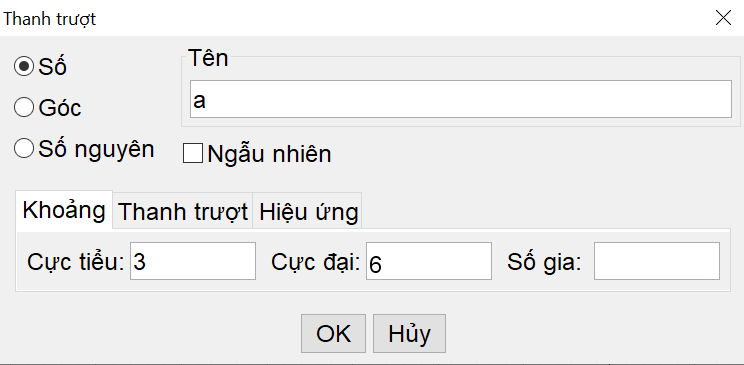 Thanh trượt
Số
Tên
a
Góc
Số nguyên
Ngẫu nhiên
Khoảng Thanh trượt Hiệu ứng
Cực tiểu: 3 Cực đại: 6 Số gia:
OK Hủy